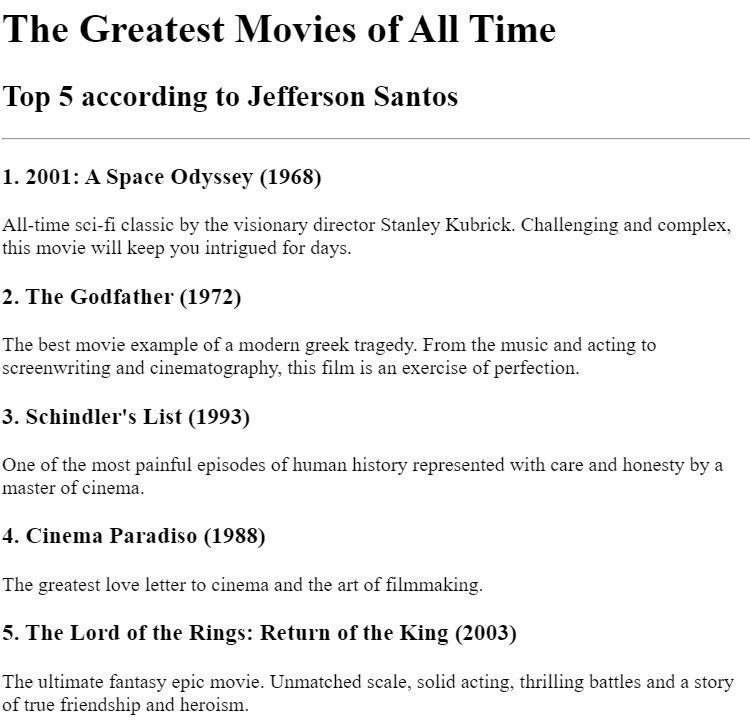 The Greatest Movies of All Time
Top 5 according to Jefferson Santos
1. 2001: A Space Odyssey (1968)
All-time sci-fi classic by the visionary director Stanley Kubrick. Challenging and complex,
this movie will keep you intrigued for days.
2. The Godfather (1972)
The best movie example of a modern greek tragedy. From the music and acting to
screenwriting and cinematography, this film is an exercise of perfection.
3. Schindler's List (1993)
One of the most painful episodes of human history represented with care and honesty by a
master of cinema.
4. Cinema Paradiso (1988)
The greatest love letter to cinema and the art of filmmaking.
5. The Lord of the Rings: Return of the King (2003)
The ultimate fantasy epic movie. Unmatched scale, solid acting, thrilling battles and a story
of true friendship and heroism.